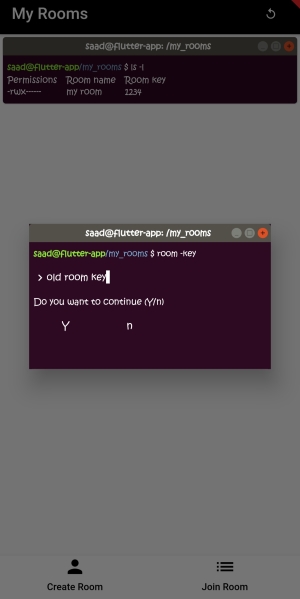 My Rooms
saad@flutter-app: /my_rooms
saad@flutter-app/my_rooms $ ls -l
Permissions Room name Room key
-rwx------ my room 2234
saad@flutter-app: /my_rooms
saad@flutter-app/my_rooms $ room -key
> old room key
Do you want to continue (Y/n)
Y n
Create Room Join Room